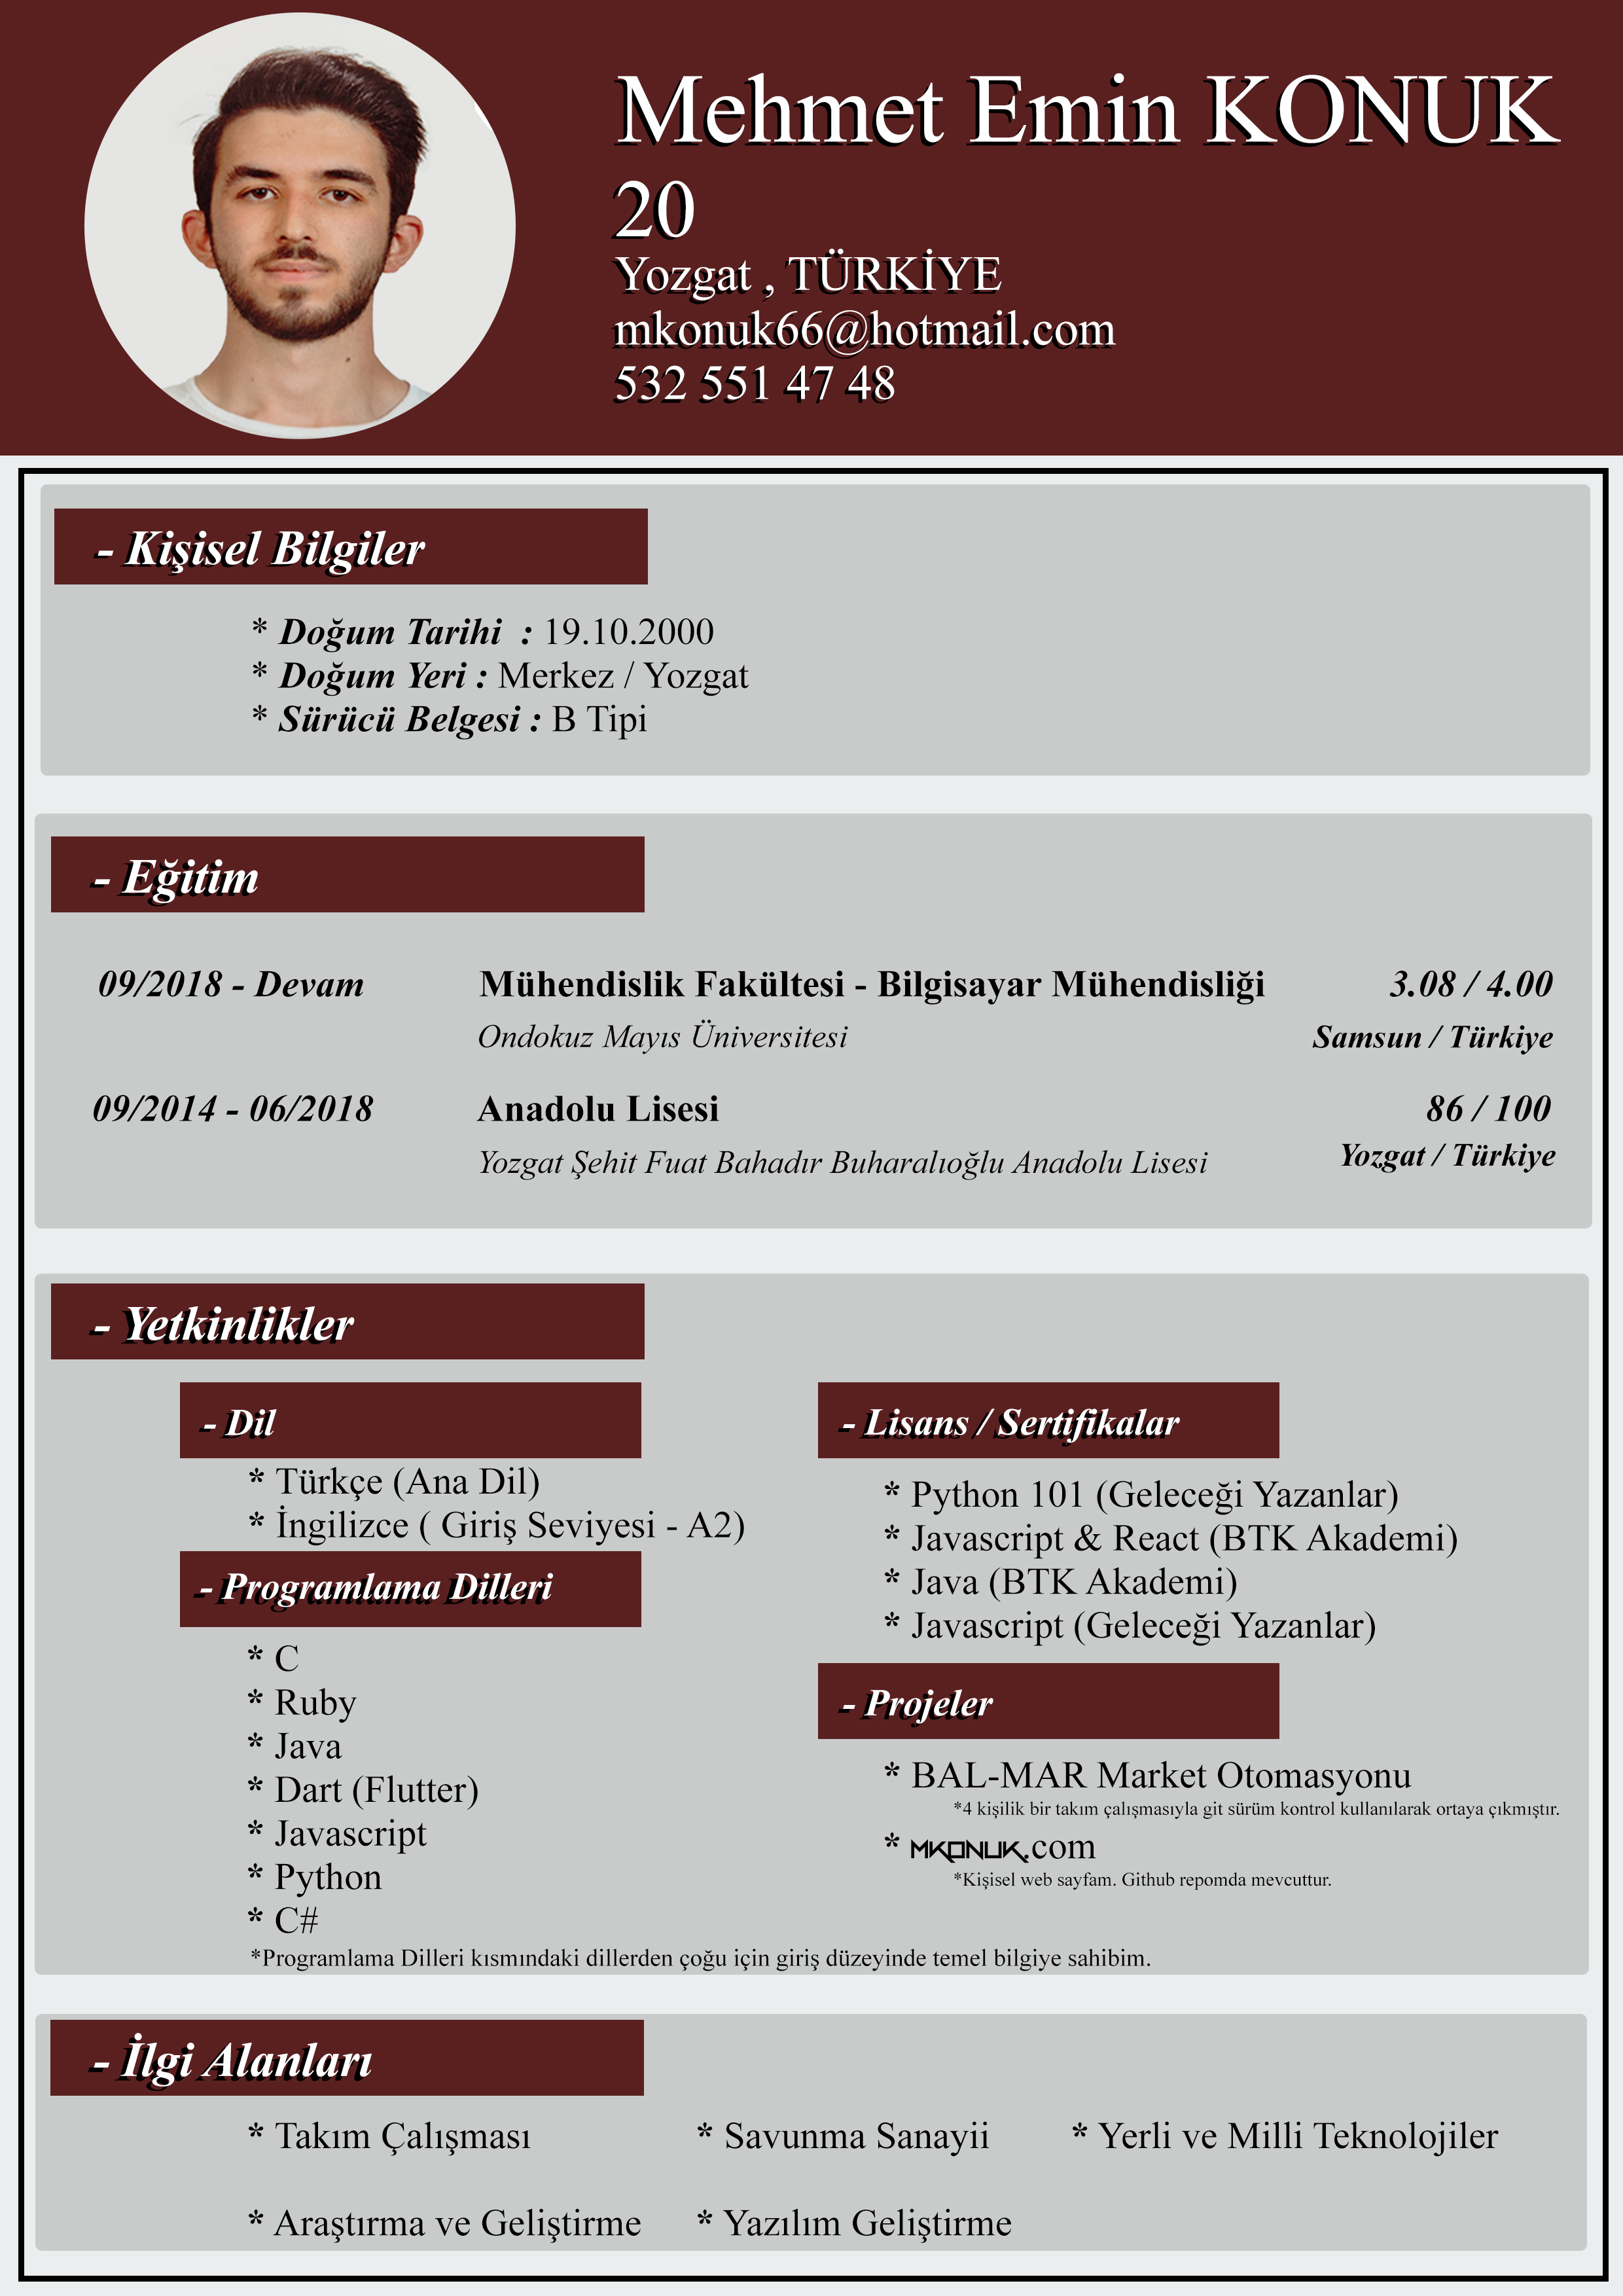 Mehmet Emin KONUK
20
Yozgat , TÜRKİYE
mkonuk66@hotmail.com
532 551 47 48
- Kişisel Bilgiler
* Doğum Tarihi : 19.10.2000
* Doğum Yeri : Merkez / Yozgat
* Sürücü Belgesi : B Tipi
- Eğitim
09/2018 - Devam Mühendislik Fakültesi - Bilgisayar Mühendisliği 3.08 / 4.00
Ondokuz Mayıs Üniversitesi Samsun / Türkiye
09/2014 - 06/2018 Anadolu Lisesi 86 / 100
Yozgat Şehit Fuat Bahadır Buharalıoğlu Anadolu Lisesi Yozgat / Türkiye
- Yetkinlikler
- Dil
* Türkçe (Ana Dil)
* İngilizce ( Giriş Seviyesi - A2)
- Programlama Dilleri
* C
* Ruby
* Java
* Dart (Flutter)
* Javascript
* Python
* C#
*Programlama Dilleri kısmındaki dillerden çoğu için giriş düzeyinde temel bilgiye sahibim.
- Lisans / Sertifikalar
* Python 101 (Geleceği Yazanlar)
* Javascript & React (BTK Akademi)
* Java (BTK Akademi)
* Javascript (Geleceği Yazanlar)
- Projeler
* BAL-MAR Market Otomasyonu
*4 kişilik bir takım çalışmasıyla git sürüm kontrol kullanılarak ortaya çıkmıştır.
* MKONUK.com
*Kişisel web sayfam. Github repomda mevcuttur.
- İlgi Alanları
* Takım Çalışması * Savunma Sanayii * Yerli ve Milli Teknolojiler
* Araştırma ve Geliştirme * Yazılım Geliştirme